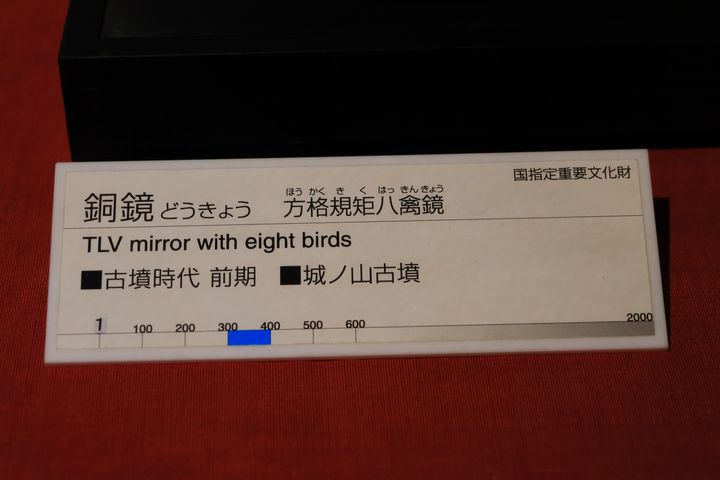 国指定重要文化財
ほう かく き く はっ きん きょう
銅鏡 どうきょう 方格規矩八禽鏡
TLV mirror with eight birds
■古墳時代 前期 ■城ノ山古墳
1 100 200 300 400 500 600 2000